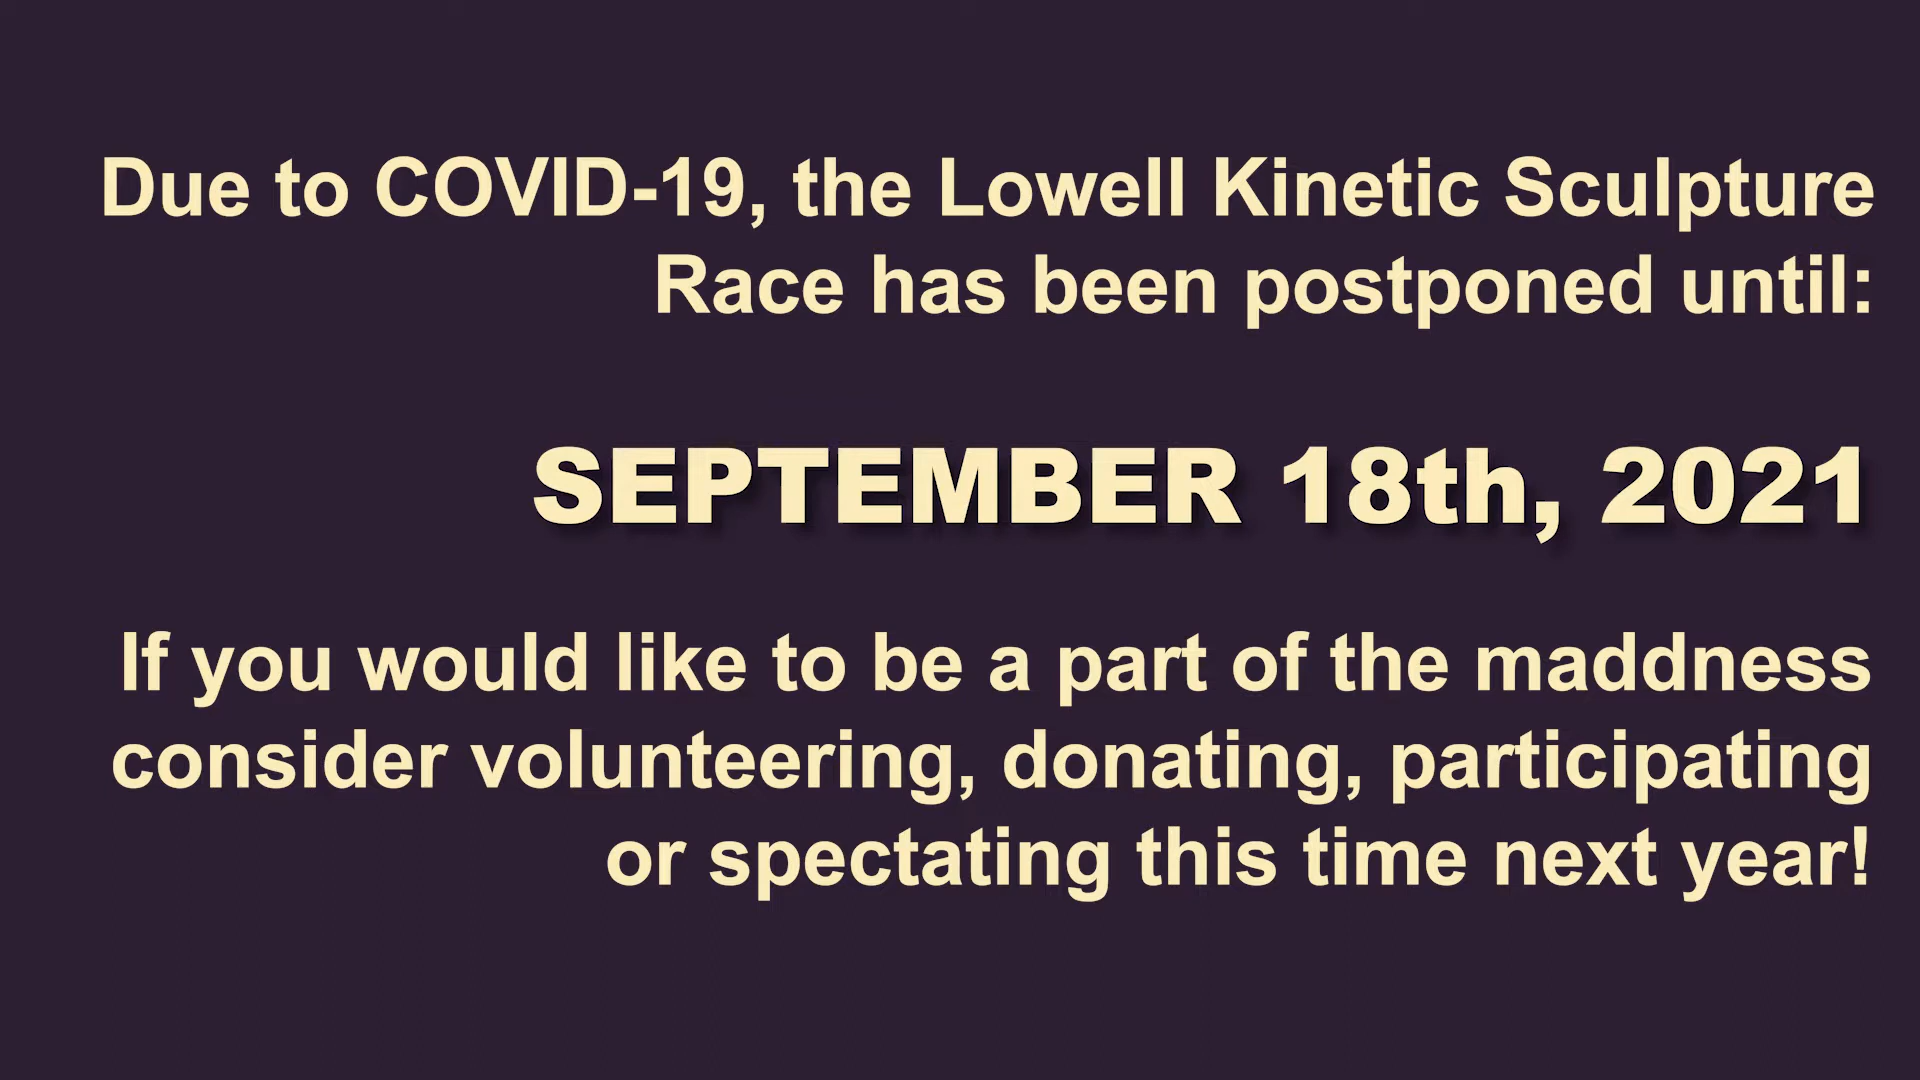 Due to COVID-19, the Lowell Kinetic Sculpture
Race has been postponed until:
SEPTEMBER 18th, 2021
If you would like to be a part of the maddness
consider volunteering, donating, participating
or spectating this time next year!